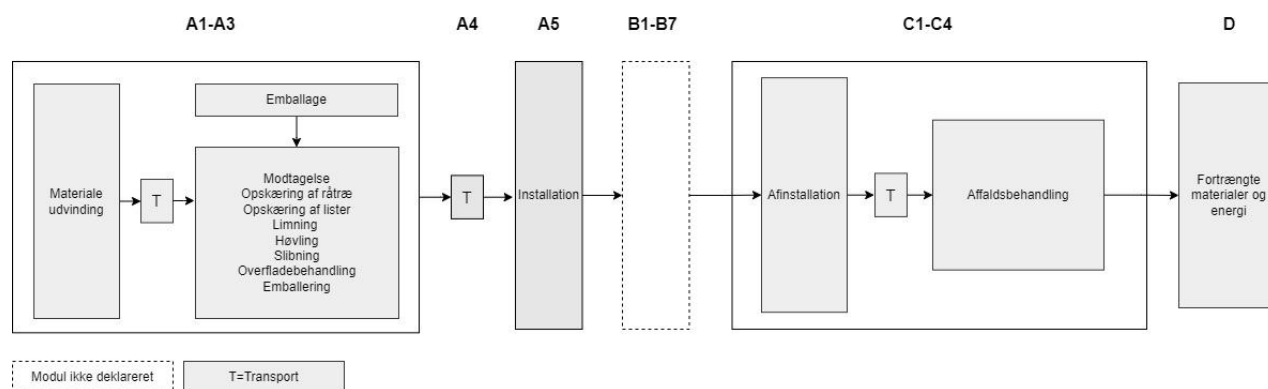 A1-A3
A4
A5
B1-B7
C1-C4
D
Materiale
udvinding
T
Emballage
Modtagelse
Opskæring af råtræ
Opskæring af lister
Limning
Høvling
Slibning
Overfladebehandling
Emballering
T
Installation
Afinstallation
T
Affaldsbehandling
Fortrængte
materialer og
energi
Modul ikke deklareret
T=Transport